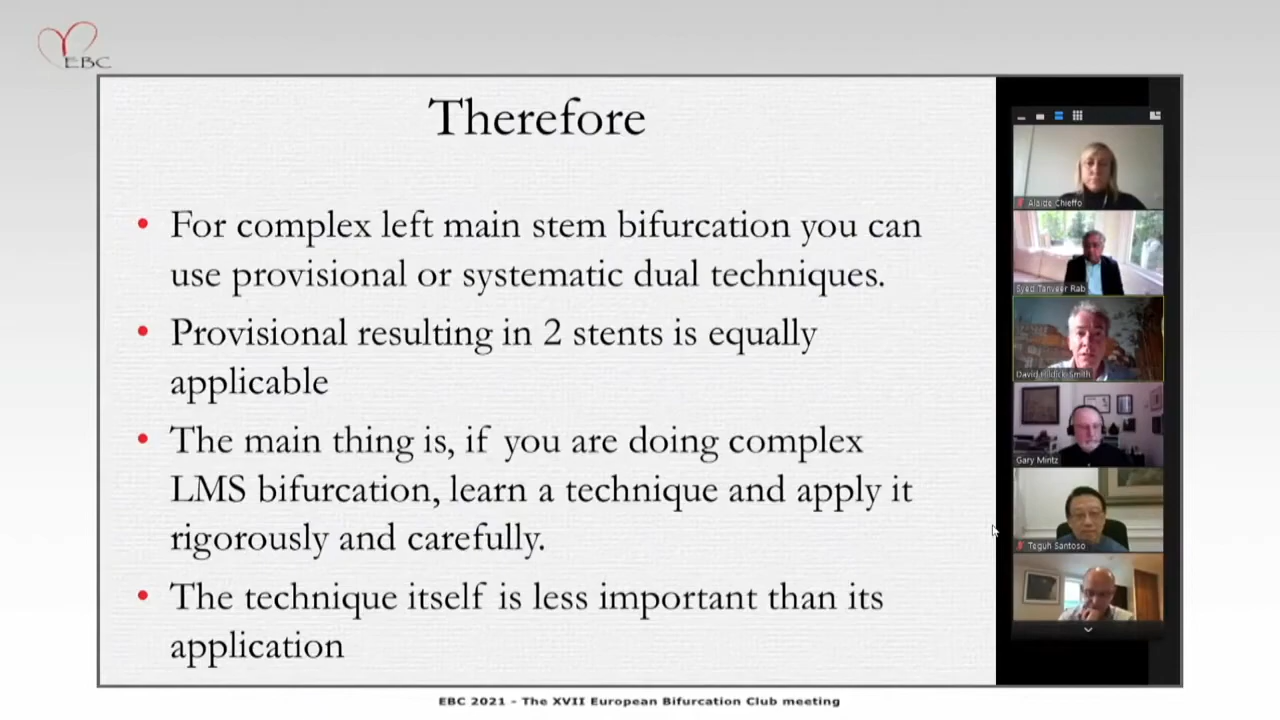 EBC
Therefore
• For complex left main stem bifurcation you can
use provisional or systematic dual techniques.
• Provisional resulting in 2 stents is equally
applicable
• The main thing is, if you are doing complex
LMS bifurcation, learn a technique and apply it
rigorously and carefully.
• The technique itself is less important than its
application
Alaide Chieffo
Syed Tanveer Rab
David Hildick-Smith
Gary Mintz
Teguh Santoso
EBC 2021 - The XVII European Bifurcation Club meeting